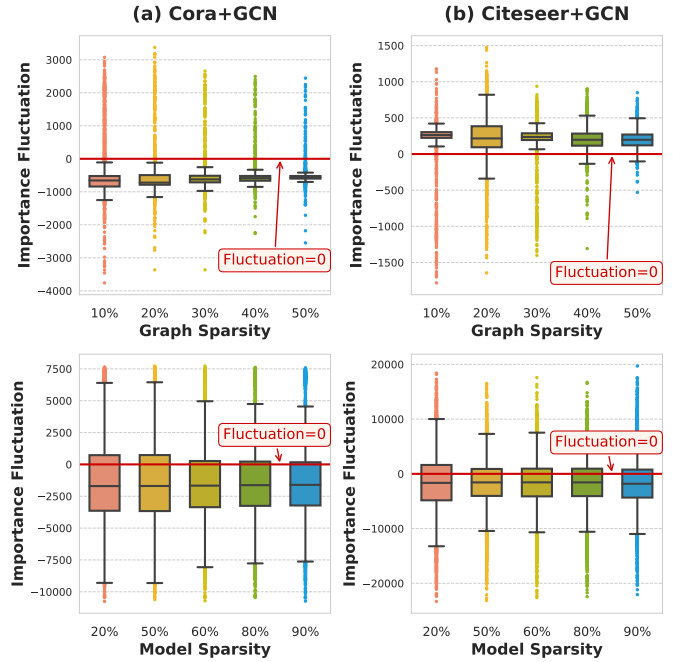 (a) Cora+GCN
(b) Citeseer+GCN
Importance Fluctuation
3000
2000
1000
0
−1000
−2000
−3000
−4000
Fluctuation=0
10% 20% 30% 40% 50%
Graph Sparsity
Importance Fluctuation
1500
1000
500
0
−500
−1000
−1500
Fluctuation=0
10% 20% 30% 40% 50%
Graph Sparsity
Importance Fluctuation
7500
5000
2500
0
−2500
−5000
−7500
−10000
Fluctuation=0
20% 50% 60% 80% 90%
Model Sparsity
Importance Fluctuation
20000
10000
0
−10000
−20000
Fluctuation=0
20% 50% 60% 80% 90%
Model Sparsity